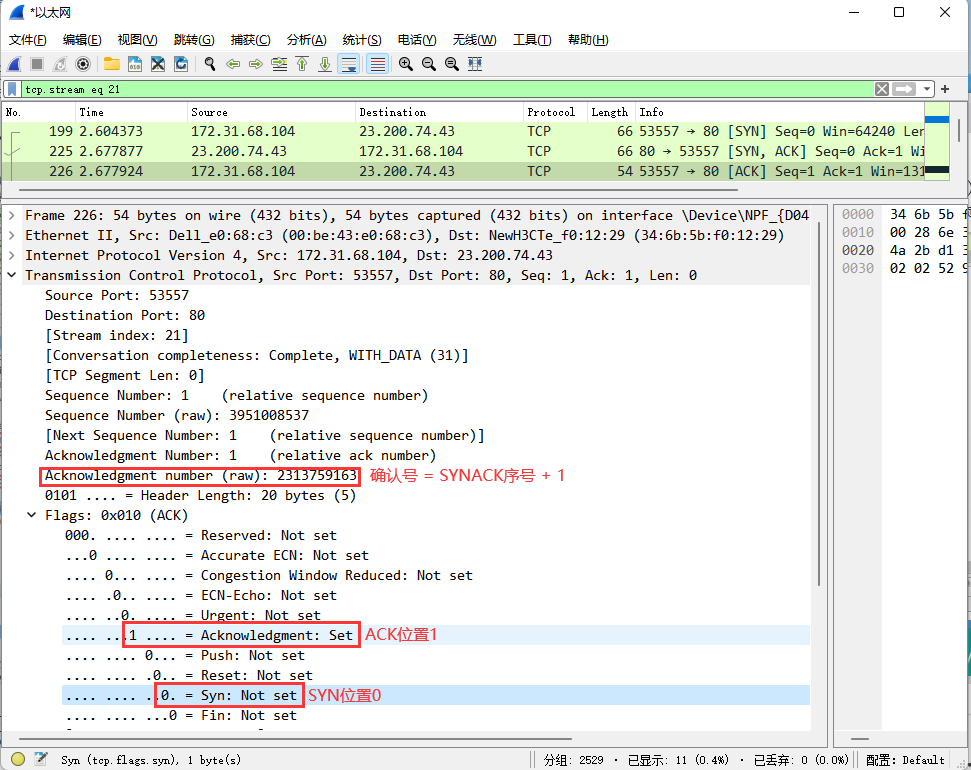 *以太网
文件(F) 编辑(E) 视图(V) 跳转(G) 捕获(C) 分析(A) 统计(S) 电话(Y) 无线(W) 工具(T) 帮助(H)
tcp.stream eq 21
No. Time Source Destination Protocol Length Info
199 2.604373 172.31.68.104 23.200.74.43 TCP 66 53557 → 80 [SYN] Seq=0 Win=64240 Len
225 2.677877 23.200.74.43 172.31.68.104 TCP 66 80 → 53557 [SYN, ACK] Seq=0 Ack=1 Wi
226 2.677924 172.31.68.104 23.200.74.43 TCP 54 53557 → 80 [ACK] Seq=1 Ack=1 Win=131
Frame 226: 54 bytes on wire (432 bits), 54 bytes captured (432 bits) on interface \Device\NPF_{D04
Ethernet II, Src: Dell_e0:68:c3 (00:be:43:e0:68:c3), Dst: NewH3CTe_f0:12:29 (34:6b:5b:f0:12:29)
Internet Protocol Version 4, Src: 172.31.68.104, Dst: 23.200.74.43
Transmission Control Protocol, Src Port: 53557, Dst Port: 80, Seq: 1, Ack: 1, Len: 0
Source Port: 53557
Destination Port: 80
[Stream index: 21]
[Conversation completeness: Complete, WITH_DATA (31)]
[TCP Segment Len: 0]
Sequence Number: 1 (relative sequence number)
Sequence Number (raw): 3951008537
[Next Sequence Number: 1 (relative sequence number)]
Acknowledgment Number: 1 (relative ack number)
Acknowledgment number (raw): 2313759163 确认号 = SYNACK序号 + 1
0101 .... = Header Length: 20 bytes (5)
Flags: 0x010 (ACK)
000. .... .... = Reserved: Not set
...0 .... .... = Accurate ECN: Not set
.... 0... .... = Congestion Window Reduced: Not set
.... .0.. .... = ECN-Echo: Not set
.... ..0. .... = Urgent: Not set
.... ...1 .... = Acknowledgment: Set ACK位置1
.... .... 0... = Push: Not set
.... .... .0.. = Reset: Not set
.... .... ..0. = Syn: Not set SYN位置0
.... .... ...0 = Fin: Not set
0000 34 6b 5b f
0010 00 28 6e 3
0020 4a 2b d1 3
0030 02 02 52 9
Syn (tcp.flags.syn), 1 byte(s) 分组: 2529 · 已显示: 11 (0.4%) · 已丢弃: 0 (0.0%) 配置: Default